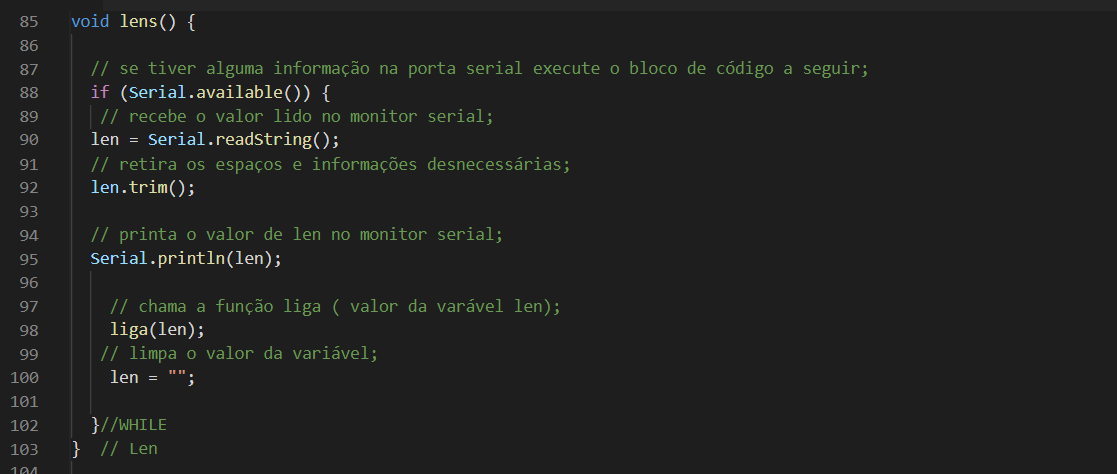 85 void lens() {
86
87 // se tiver alguma informação na porta serial execute o bloco de código a seguir;
88 if (Serial.available()) {
89 // recebe o valor lido no monitor serial;
90 len = Serial.readString();
91 // retira os espaços e informações desnecessárias;
92 len.trim();
93
94 // printa o valor de len no monitor serial;
95 Serial.println(len);
96
97 // chama a função liga ( valor da varável len);
98 liga(len);
99 // limpa o valor da variável;
100 len = "";
101
102 }//WHILE
103 } // Len
104